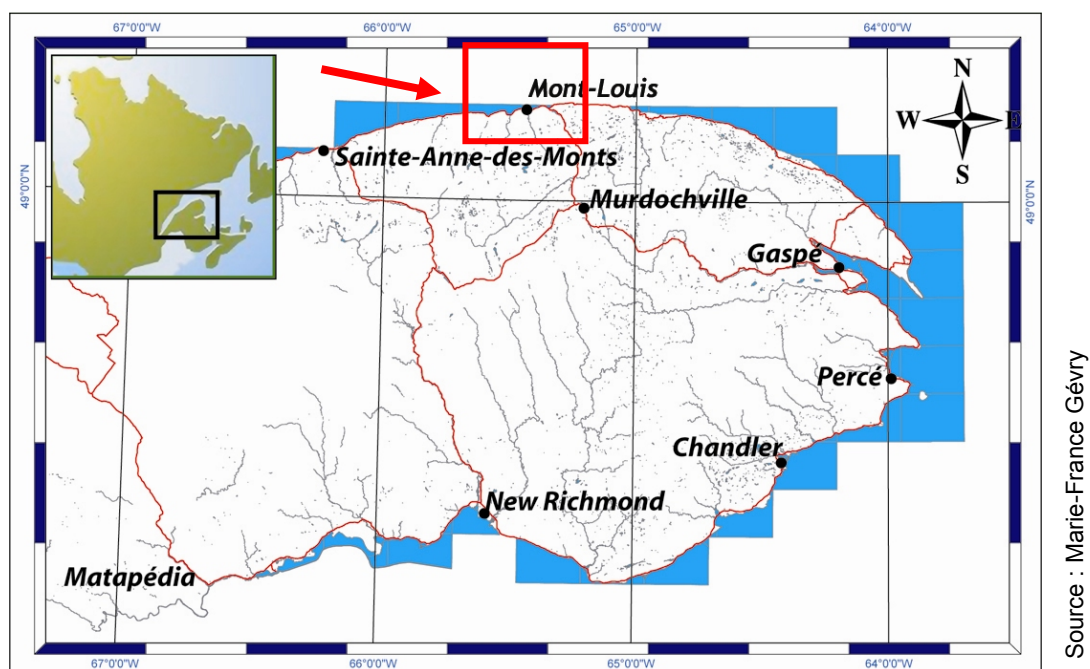 67°0'0"W 66°0'0"W 65°0'0"W 64°0'0"W
Mont-Louis
N
W E
S
Sainte-Anne-des-Monts
49°0'0"N
49°0'0"N
Murdochville
Gaspé
Percé
Chandler
New Richmond
Matapédia
67°0'0"W 66°0'0"W 65°0'0"W 64°0'0"W
Source : Marie-France Gévry